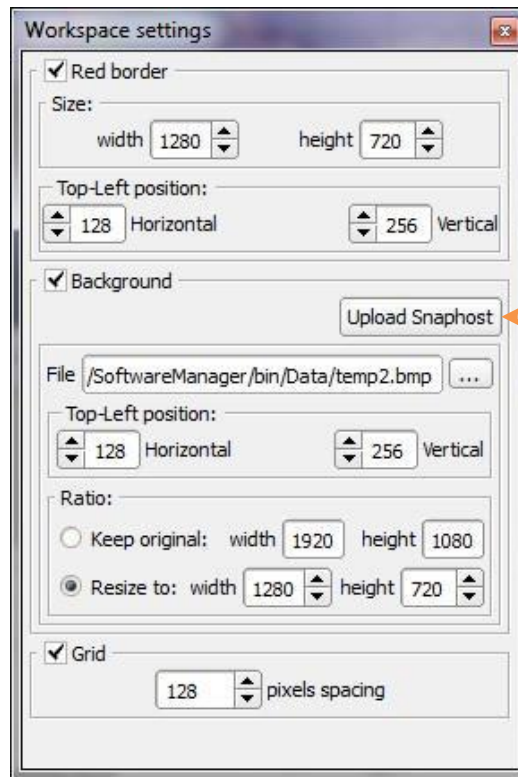 Workspace settings
Red border
Size:
width 1280 height 720
Top-Left position:
128 Horizontal 256 Vertical
Background
Upload Snaphost
File /SoftwareManager/bin/Data/temp2.bmp ...
Top-Left position:
128 Horizontal 256 Vertical
Ratio:
Keep original: width 1920 height 1080
Resize to: width 1280 height 720
Grid
128 pixels spacing